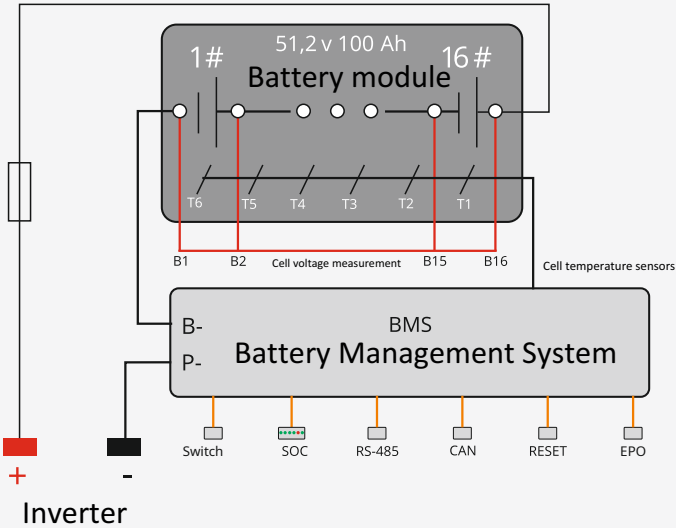 51,2 v 100 Ah
1# 16#
Battery module
T6 T5 T4 T3 T2 T1
B1 B2 Cell voltage measurement B15 B16 Cell temperature sensors
B- BMS
P- Battery Management System
Switch SOC RS-485 CAN RESET EPO
+ -
Inverter